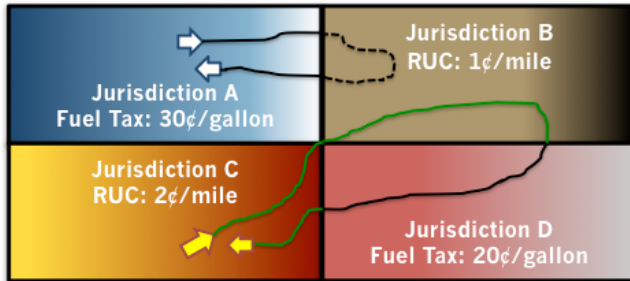 Jurisdiction A
Fuel Tax: 30¢/gallon
Jurisdiction B
RUC: 1¢/mile
Jurisdiction C
RUC: 2¢/mile
Jurisdiction D
Fuel Tax: 20¢/gallon